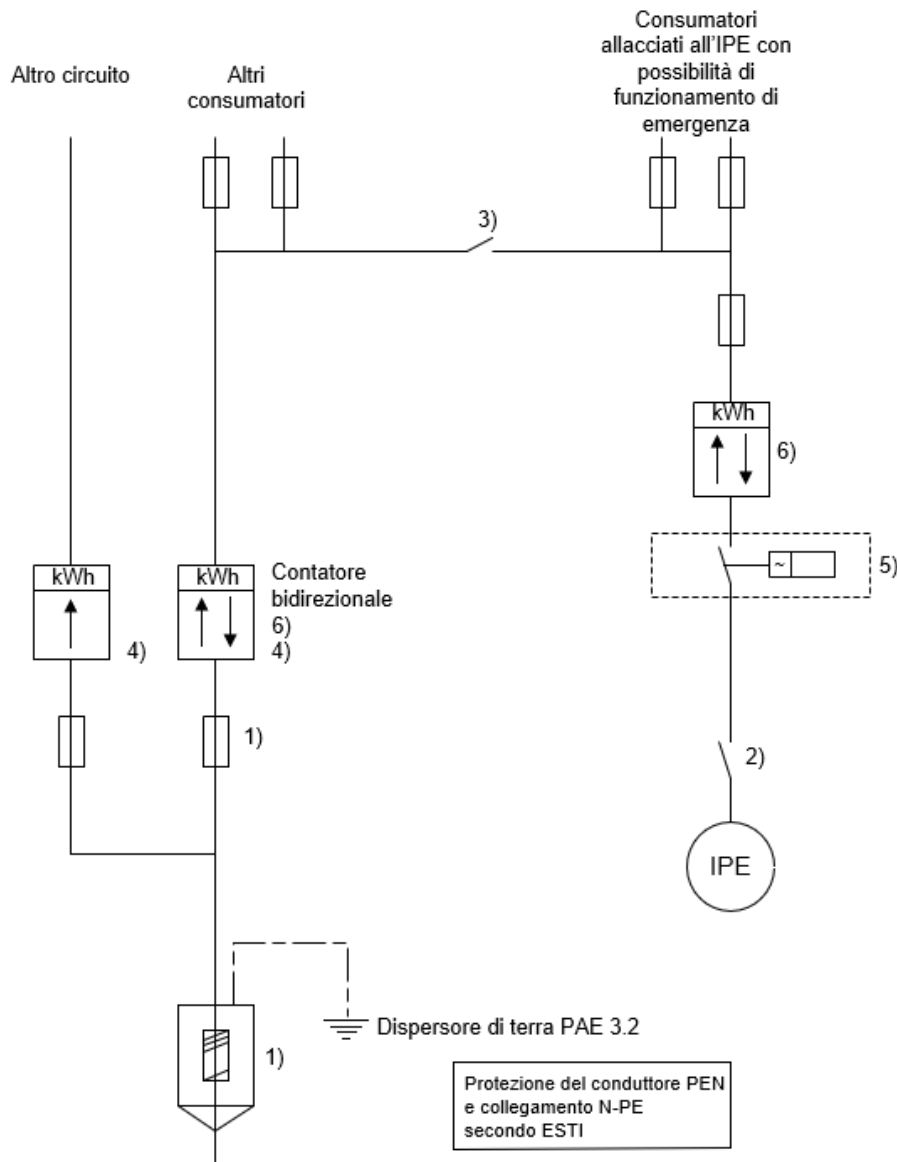 Altro circuito
Altri
consumatori
Consumatori
allacciati all'IPE con
possibilità di
funzionamento di
emergenza
3)
kWh
6)
5)
~
kWh
4)
kWh
Contatore
bidirezionale
6)
4)
1)
2)
IPE
1)
Dispersore di terra PAE 3.2
Protezione del conduttore PEN
e collegamento N-PE
secondo ESTI